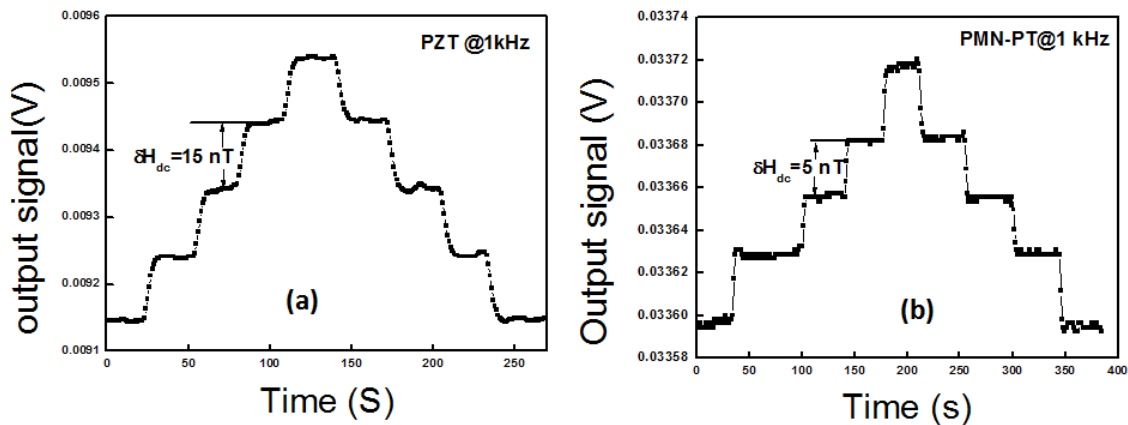 PZT @1kHz
output signal(V)
0.0096
0.0095
0.0094
0.0093
0.0092
0.0091
δHdc=15 nT
(a)
0 50 100 150 200 250
Time (S)
PMN-PT@1 kHz
Output signal (V)
0.03374
0.03372
0.03370
0.03368
0.03366
0.03364
0.03362
0.03360
0.03358
δHdc=5 nT
(b)
0 50 100 150 200 250 300 350 400
Time (s)